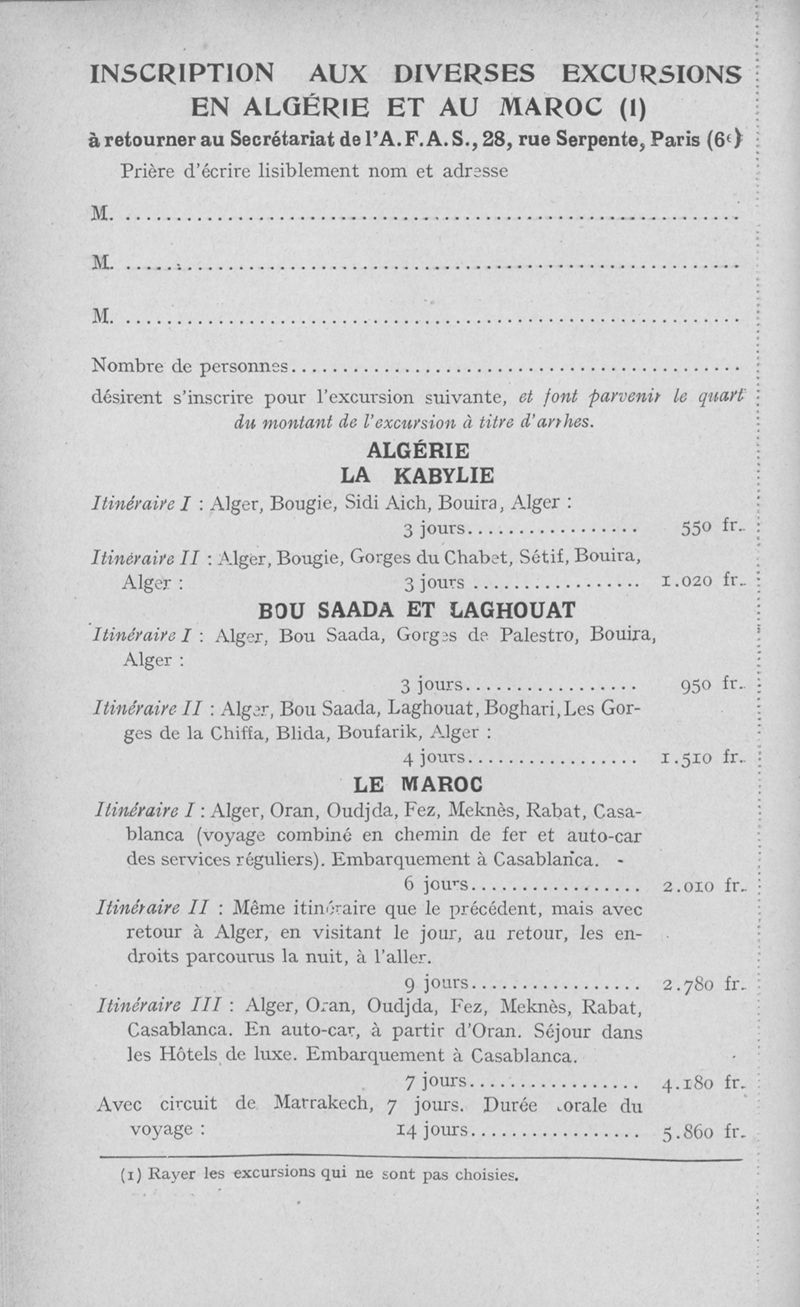 INSCRIPTION AUX DIVERSES EXCURSIONS
EN ALGÉRIE ET AU MAROC (1)
à retourner au Secrétariat de l'A.F.A.S., 28, rue Serpente, Paris (6e)
Prière d'écrire lisiblement nom et adresse
M. ..............................................................
M. ..............................................................
M. ..............................................................
Nombre de personnes.............................................
désirent s'inscrire pour l'excursion suivante, et font parvenir le quart
du montant de l'excursion à titre d'arrhes.
ALGÉRIE
LA KABYLIE
Itinéraire I : Alger, Bougie, Sidi Aich, Bouira, Alger :
3 jours................. 550 fr.
Itinéraire II : Alger, Bougie, Gorges du Chabet, Sétif, Bouira,
Alger : 3 jours ................. 1.020 fr.
BOU SAADA ET LAGHOUAT
Itinéraire I : Alger, Bou Saada, Gorges de Palestro, Bouira,
Alger :
3 jours................. 950 fr.
Itinéraire II : Alger, Bou Saada, Laghouat, Boghari, Les Gor-
ges de la Chiffa, Blida, Boufarik, Alger :
4 jours................. 1.510 fr.
LE MAROC
Itinéraire I : Alger, Oran, Oudjda, Fez, Meknès, Rabat, Casa-
blanca (voyage combiné en chemin de fer et auto-car
des services réguliers). Embarquement à Casablanca.
6 jours................. 2.010 fr.
Itinéraire II : Même itinéraire que le précédent, mais avec
retour à Alger, en visitant le jour, au retour, les en-
droits parcourus la nuit, à l'aller.
9 jours................. 2.780 fr.
Itinéraire III : Alger, Oran, Oudjda, Fez, Meknès, Rabat,
Casablanca. En auto-car, à partir d'Oran. Séjour dans
les Hôtels de luxe. Embarquement à Casablanca.
7 jours................. 4.180 fr.
Avec circuit de Marrakech, 7 jours. Durée du
voyage : 14 jours................. 5.860 fr.
(1) Rayer les excursions qui ne sont pas choisies.